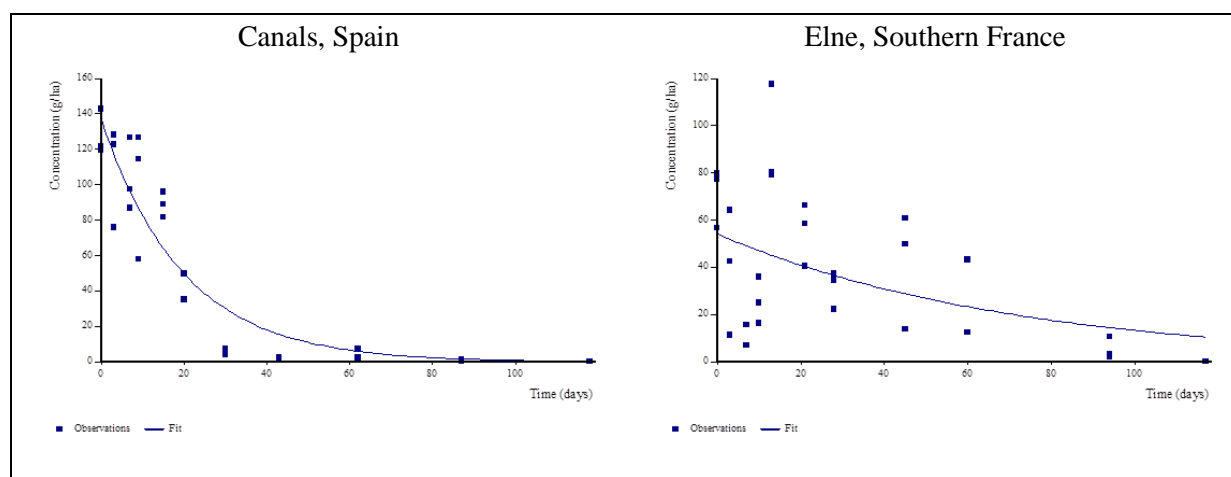 Canals, Spain
Concentration (g/ha)
160
140
120
100
80
60
40
20
0
0 20 40 60 80 100
Time (days)
Observations Fit
Elne, Southern France
Concentration (g/ha)
120
100
80
60
40
20
0
0 20 40 60 80 100
Time (days)
Observations Fit